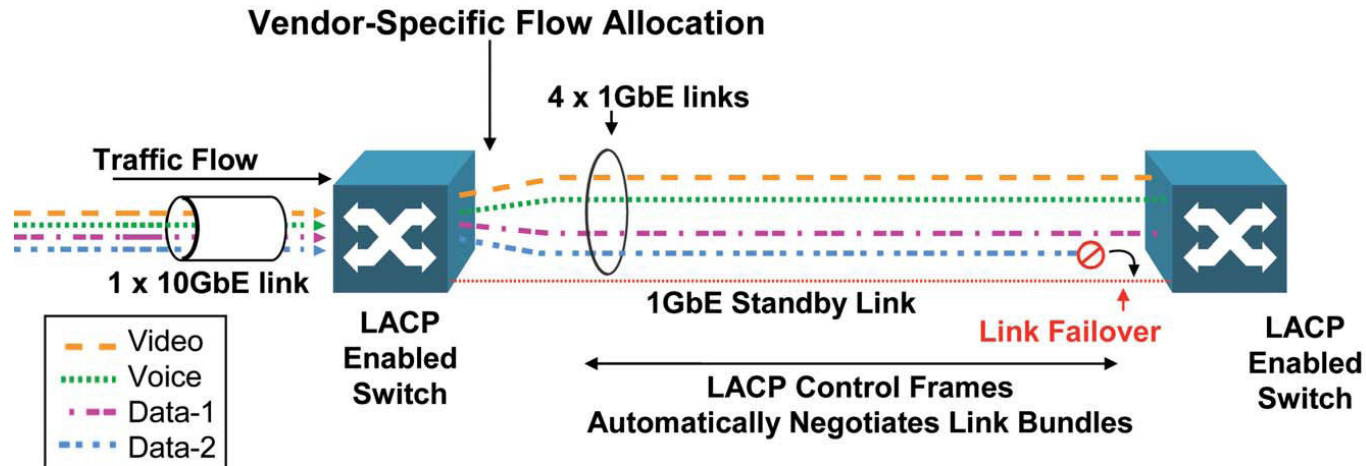 Vendor-Specific Flow Allocation
4 x 1GbE links
Traffic Flow
1 x 10GbE link
1GbE Standby Link
Link Failover
LACP
Enabled
Switch
LACP
Enabled
Switch
LACP Control Frames
Automatically Negotiates Link Bundles
Video
Voice
Data-1
Data-2